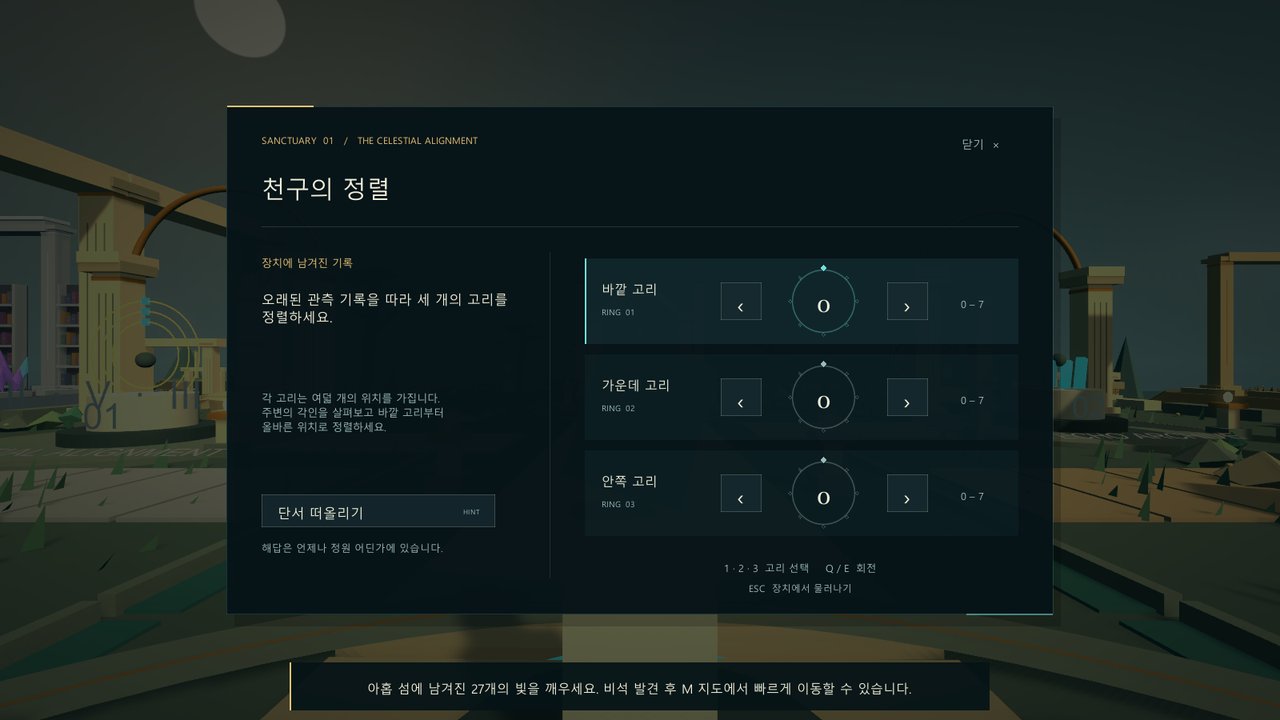 SANCTUARY 01 / THE CELESTIAL ALIGNMENT
닫기 ×
천구의 정렬
장치에 남겨진 기록
오래된 관측 기록을 따라 세 개의 고리를
정렬하세요.
각 고리는 여덟 개의 위치를 가집니다.
주변의 각인을 살펴보고 바깥 고리부터
올바른 위치로 정렬하세요.
단서 떠올리기 HINT
해답은 언제나 정원 어딘가에 있습니다.
바깥 고리
RING 01
‹ 0 › 0 – 7
가운데 고리
RING 02
‹ 0 › 0 – 7
안쪽 고리
RING 03
‹ 0 › 0 – 7
1 · 2 · 3 고리 선택 Q / E 회전
ESC 장치에서 물러나기
V · III
01
아홉 섬에 남겨진 27개의 빛을 깨우세요. 비석 발견 후 M 지도에서 빠르게 이동할 수 있습니다.